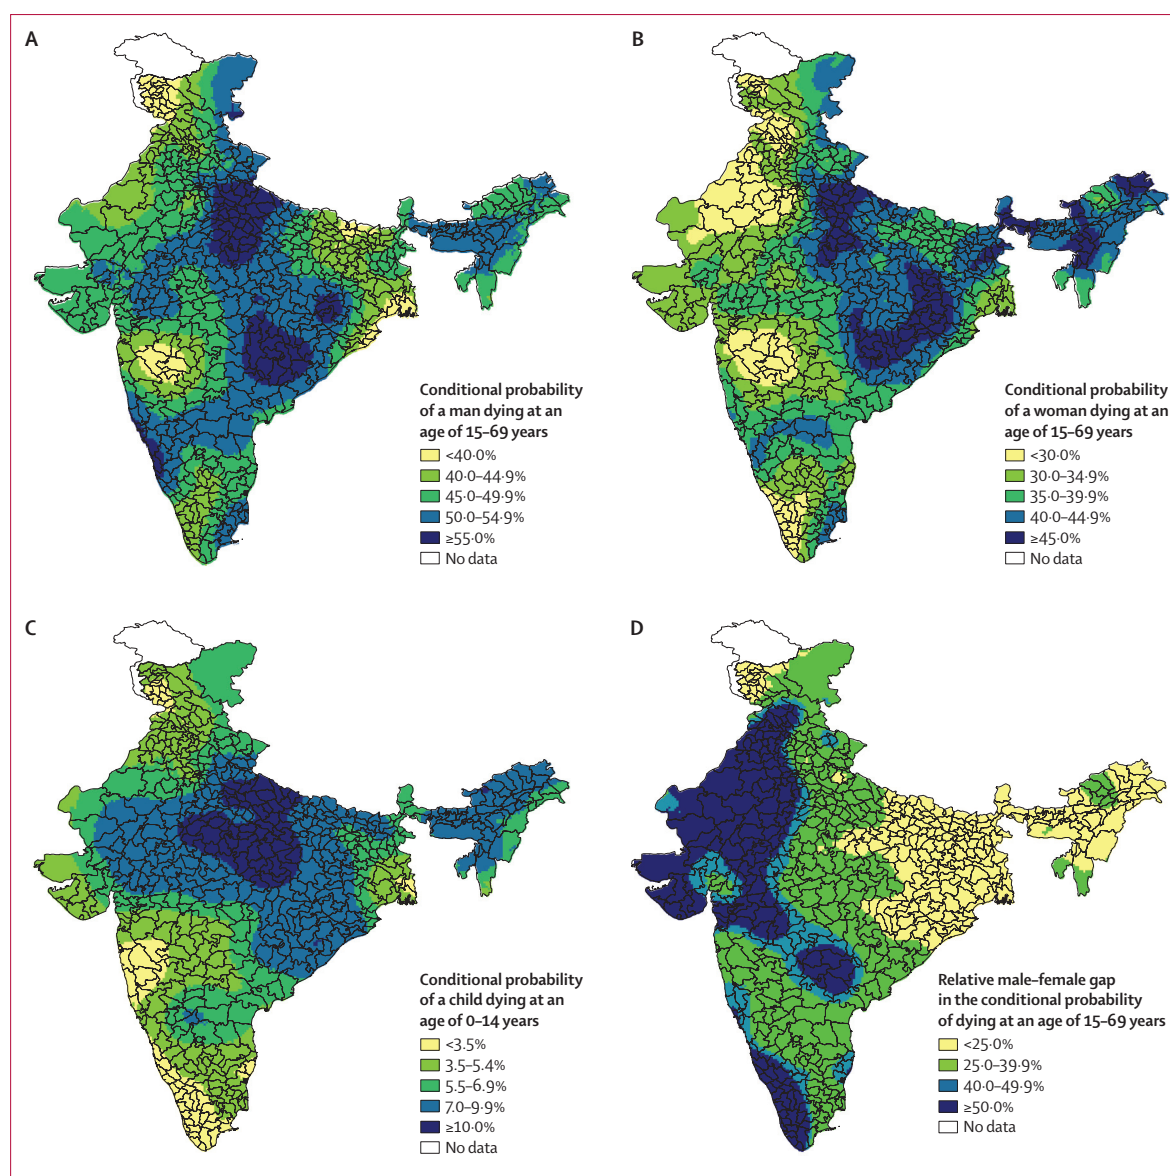 A
Conditional probability
of a man dying at an
age of 15–69 years
<40·0%
40·0–44·9%
45·0–49·9%
50·0–54·9%
≥55·0%
No data
B
Conditional probability
of a woman dying at an
age of 15–69 years
<30·0%
30·0–34·9%
35·0–39·9%
40·0–44·9%
≥45·0%
No data
C
Conditional probability
of a child dying at an
age of 0–14 years
<3.5%
3.5–5.4%
5.5–6.9%
7.0–9.9%
≥10.0%
No data
D
Relative male–female gap
in the conditional probability
of dying at an age of 15–69 years
<25·0%
25·0–39·9%
40·0–49·9%
≥50·0%
No data